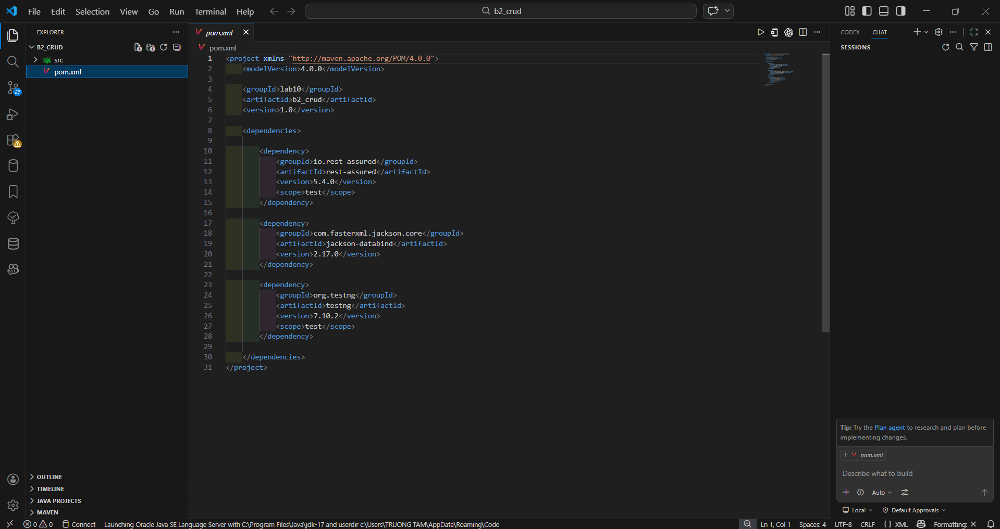 File Edit Selection View Go Run Terminal Help
b2_crud
EXPLORER
B2_CRUD
src
pom.xml
OUTLINE
TIMELINE
JAVA PROJECTS
MAVEN
pom.xml
pom.xml
1 <project xmlns="http://maven.apache.org/POM/4.0.0">
2 <modelVersion>4.0.0</modelVersion>
3
4 <groupId>lab10</groupId>
5 <artifactId>b2_crud</artifactId>
6 <version>1.0</version>
7
8 <dependencies>
9
10 <dependency>
11 <groupId>io.rest-assured</groupId>
12 <artifactId>rest-assured</artifactId>
13 <version>5.4.0</version>
14 <scope>test</scope>
15 </dependency>
16
17 <dependency>
18 <groupId>com.fasterxml.jackson.core</groupId>
19 <artifactId>jackson-databind</artifactId>
20 <version>2.17.0</version>
21 </dependency>
22
23 <dependency>
24 <groupId>org.testng</groupId>
25 <artifactId>testng</artifactId>
26 <version>7.10.2</version>
27 <scope>test</scope>
28 </dependency>
29
30 </dependencies>
31 </project>
CODEX CHAT
SESSIONS
Tip: Try the Plan agent to research and plan before
implementing changes.
pom.xml
Describe what to build
Auto
Local Default Approvals
0 0 Connect Launching Oracle Java SE Language Server with C:\Program Files\Java\jdk-17 and userdir c:\Users\TRUONG TAM\AppData\Roaming\Code
Ln 1, Col 1 Spaces: 4 UTF-8 CRLF {} XML Formatting: ✕